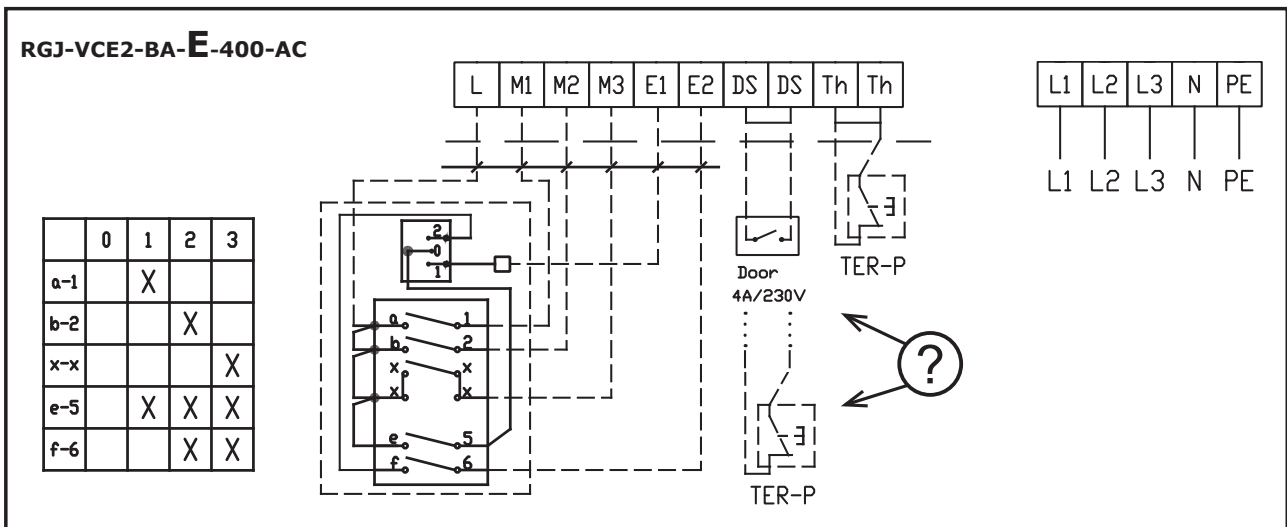 RGJ-VCE2-BA-E-400-AC
L M1 M2 M3 E1 E2 DS DS Th Th
L1 L2 L3 N PE
L1 L2 L3 N PE
TER-P
0 1 2 3
a-1 X
b-2 X
x-x X
e-5 X X X
f-6 X X
2
0
1
Door
4A/230V
a 1
b 2
x x
x x
e 5
f 6
?
TER-P